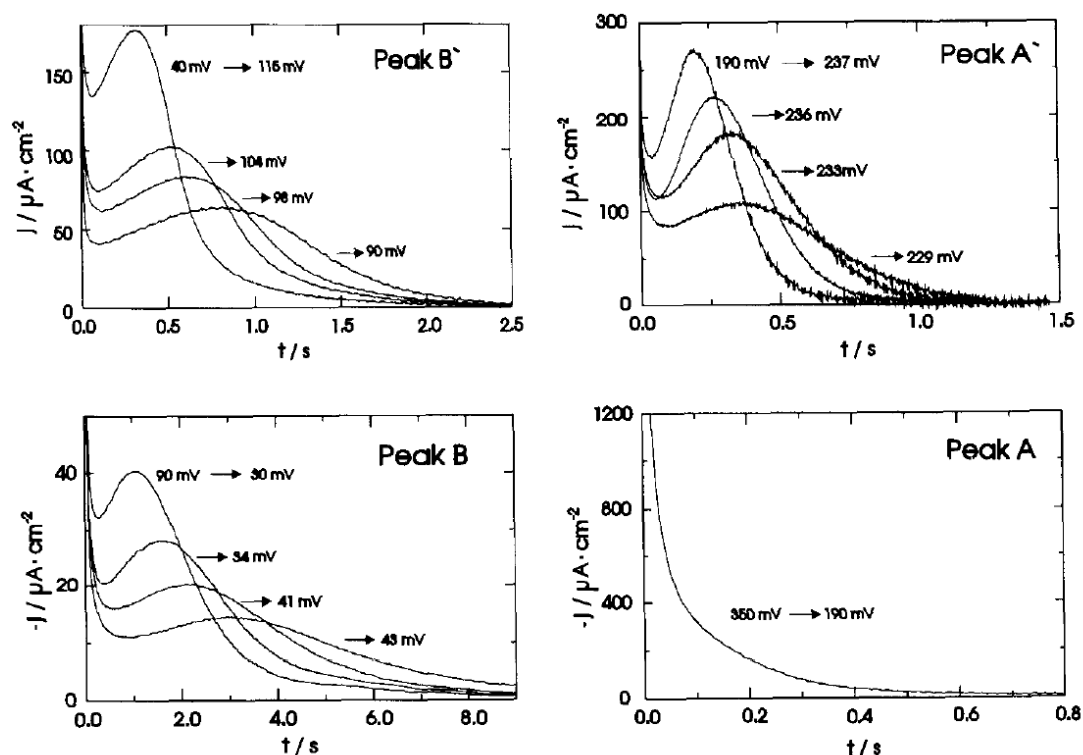 Peak B`
40 mV → 115 mV
→ 104 mV
→ 98 mV
→ 90 mV
J / μA·cm-2
150
100
50
0
0.0 0.5 1.0 1.5 2.0 2.5
t / s
Peak A`
190 mV → 237 mV
→ 236 mV
→ 233mV
→ 229 mV
J / μA·cm-2
300
200
100
0
0.0 0.5 1.0 1.5
t / s
Peak B
90 mV → 30 mV
→ 34 mV
→ 41 mV
→ 43 mV
-J / μA·cm-2
40
20
0
0.0 2.0 4.0 6.0 8.0
t / s
Peak A
350 mV → 190 mV
-J / μA·cm-2
1200
800
400
0
0.0 0.2 0.4 0.6 0.8
t / s